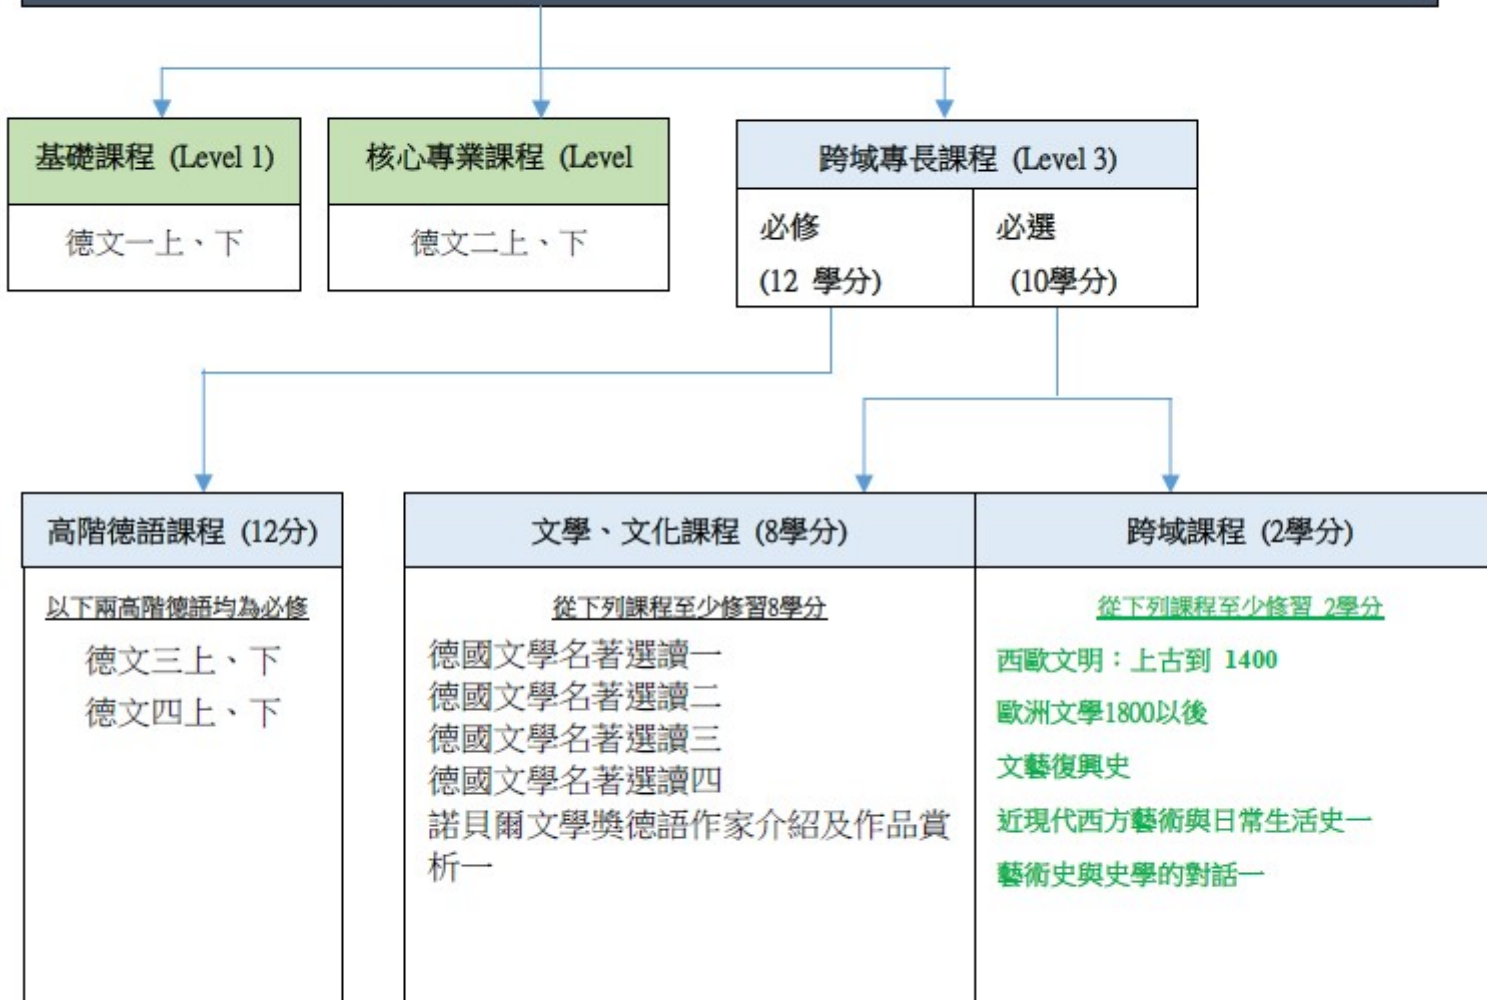 基礎課程 (Level 1)
德文一上、下
核心專業課程 (Level
德文二上、下
跨域專長課程 (Level 3)
必修
(12 學分)
必選
(10學分)
高階德語課程 (12分)
以下兩高階德語均為必修
德文三上、下
德文四上、下
文學、文化課程 (8學分)
從下列課程至少修習8學分
德國文學名著選讀一
德國文學名著選讀二
德國文學名著選讀三
德國文學名著選讀四
諾貝爾文學獎德語作家介紹及作品賞
析一
跨域課程 (2學分)
從下列課程至少修習 2學分
西歐文明：上古到 1400
歐洲文學1800以後
文藝復興史
近現代西方藝術與日常生活史一
藝術史與史學的對話一